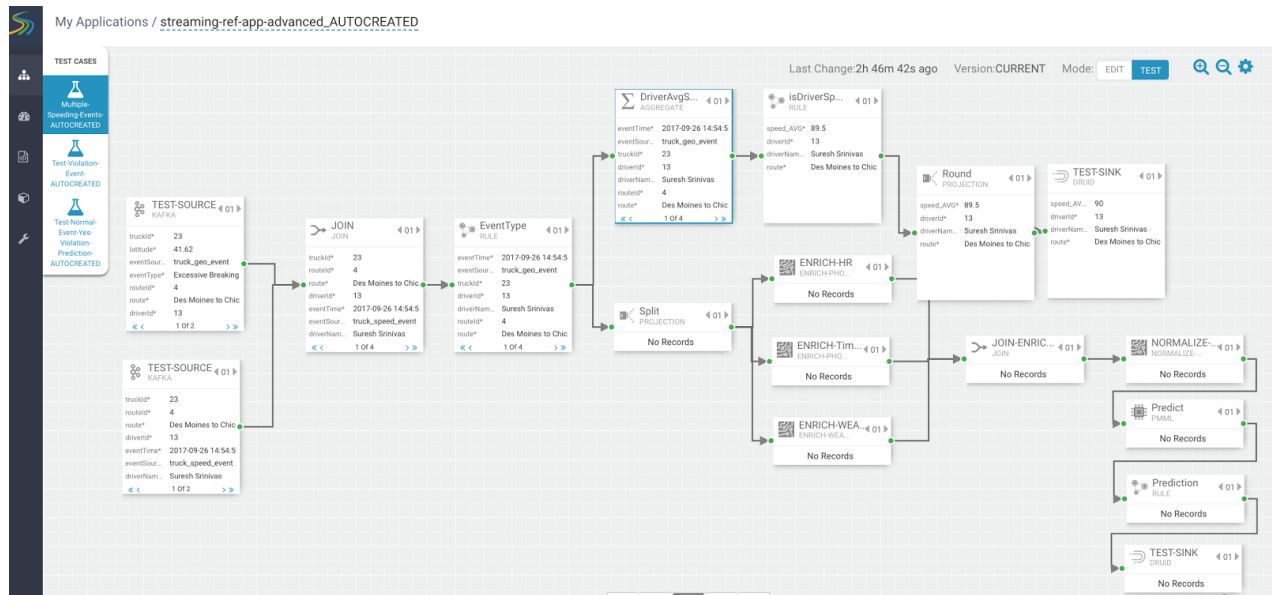 My Applications / streaming-ref-app-advanced_AUTOCREATED
Last Change:2h 46m 42s ago Version:CURRENT Mode: EDIT TEST
TEST CASES
Multiple-
Speeding-Events-
AUTOCREATED
Test-Violation-
Event-
AUTOCREATED
Test-Normal-
Event-Yes-
Violation-
Prediction-
AUTOCREATED
TEST-SOURCE 01
KAFKA
truckId* 23
latitude* 41.62
eventSour... truck_geo_event
eventType* Excessive Breaking
routeId* 4
route* Des Moines to Chic
driverId* 13
1 0f 2
TEST-SOURCE 01
KAFKA
truckId* 23
routeId* 4
route* Des Moines to Chic
driverId* 13
eventTime* 2017-09-26 14:54:5
eventSour... truck_speed_event
driverNam... Suresh Srinivas
1 0f 2
JOIN 01
JOIN
truckId* 23
routeId* 4
route* Des Moines to Chic
driverId* 13
eventTime* 2017-09-26 14:54:5
eventSour... truck_speed_event
driverNam... Suresh Srinivas
1 0f 4
EventType 01
RULE
eventTime* 2017-09-26 14:54:5
eventSour... truck_geo_event
truckId* 23
driverId* 13
driverNam... Suresh Srinivas
routeId* 4
route* Des Moines to Chic
1 0f 4
DriverAvgS... 01
AGGREGATE
eventTime* 2017-09-26 14:54:5
eventSour... truck_geo_event
truckId* 23
driverId* 13
driverNam... Suresh Srinivas
routeId* 4
route* Des Moines to Chic
1 0f 4
isDriverSp... 01
RULE
speed_AVG* 89.5
driverId* 13
driverNam... Suresh Srinivas
route* Des Moines to Chic
Round 01
PROJECTION
speed_AVG* 89.5
driverId* 13
driverNam... Suresh Srinivas
route* Des Moines to Chic
TEST-SINK 01
DRUID
speed_AV... 90
driverId* 13
driverNam... Suresh Srinivas
route* Des Moines to Chic
Split 01
PROJECTION
No Records
ENRICH-HR 01
ENRICH-PHO...
No Records
ENRICH-Tim... 01
ENRICH-PHO...
No Records
ENRICH-WEA... 01
ENRICH-WEA...
No Records
JOIN-ENRIC... 01
JOIN
No Records
NORMALIZE-... 01
NORMALIZE-...
No Records
Predict 01
PMML
No Records
Prediction 01
RULE
No Records
TEST-SINK 01
DRUID
No Records